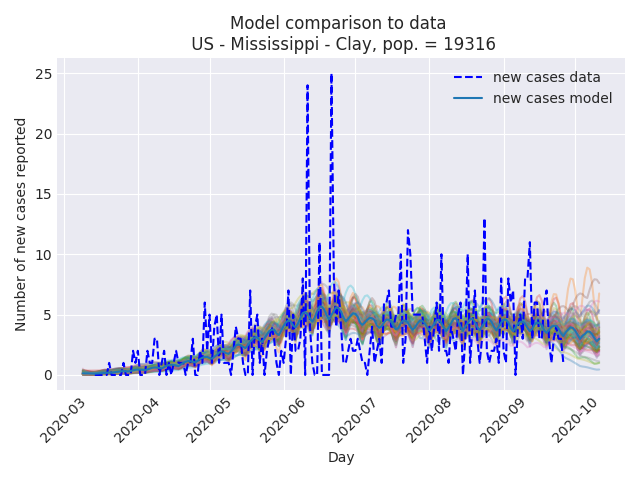 Model comparison to data
US - Mississippi - Clay, pop. = 19316
new cases data
new cases model
Number of new cases reported
25
20
15
10
5
0
2020-03
2020-04
2020-05
2020-06
2020-07
2020-08
2020-09
2020-10
Day